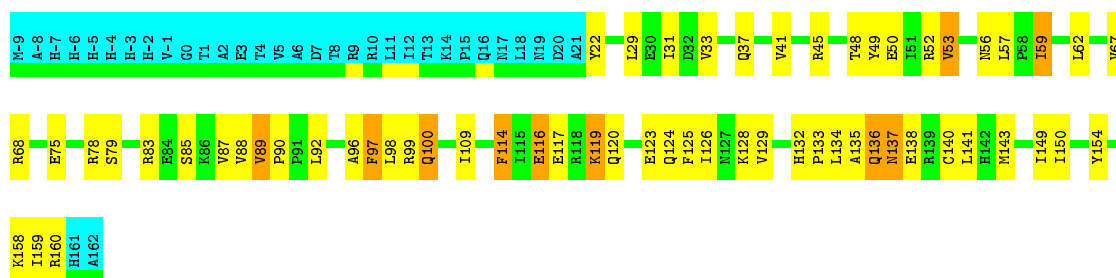 M-9 A-8 H-7 H-6 H-5 H-4 H-3 H-2 V-1 G0 T1 A2 E3 T4 V5 A6 D7 T8 R9 R10 L11 I12 T13 K14 P15 Q16 N17 L18 N19 D20 A21 Y22 L29 E30 I31 D32 V33 Q37 V41 R45 T48 Y49 E50 I51 R52 V53 N56 L57 P58 I59 L62 V67
R68 E75 R78 S79 R83 E84 S85 K86 V87 V88 V89 P90 P91 L92 A96 F97 L98 R99 Q100 I109 F114 I115 E116 E117 R118 K119 Q120 E123 Q124 F125 I126 N127 K128 V129 H132 P133 L134 A135 Q136 N137 E138 R139 C140 L141 H142 M143 I149 I150 Y154
K158 I159 R160 H161 A162